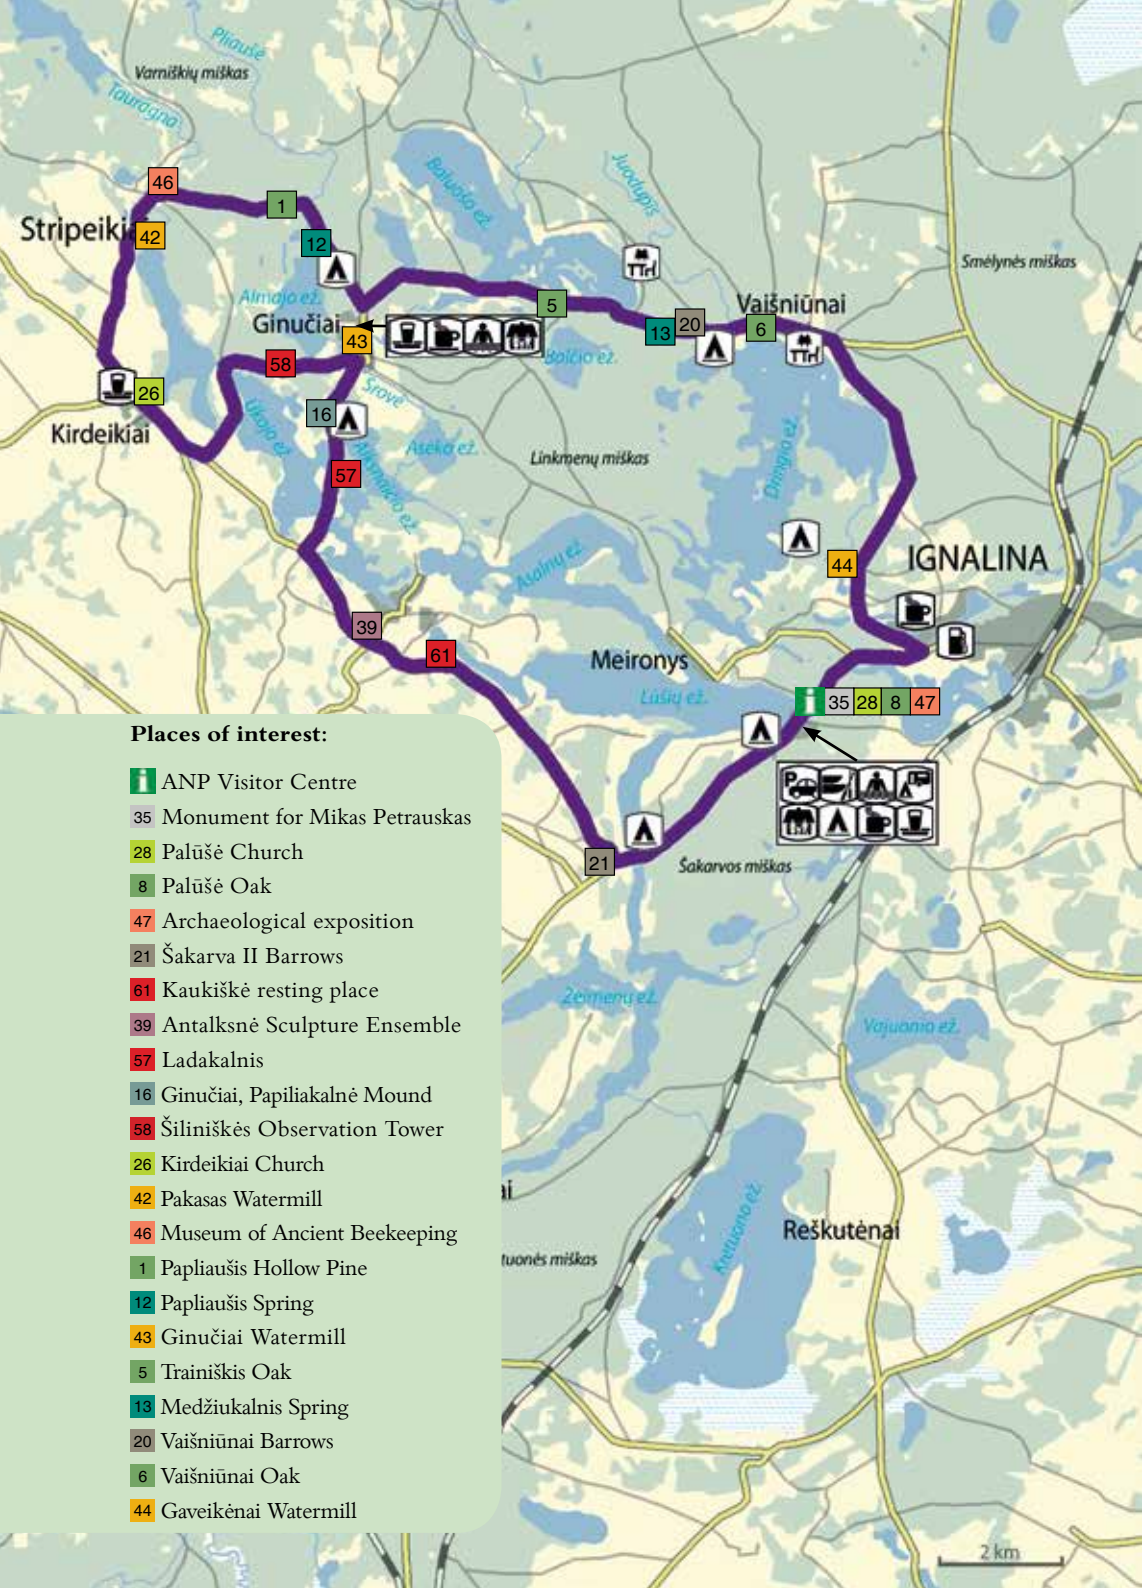 Pliaušė
Varniškių miškas
Tauragna
46
Baluošo ež.
Juodupis
1
Stripeikiai
42
12
Smėlynės miškas
Almajo ež.
Ginučiai
5
Vaišniūnai
13
20
6
43
Balčio ež.
58
26
Srovė
16
Kirdeikiai
Ūkojo ež.
Asėko ež.
Linkmenų miškas
Dringio ež.
57
Asalnų ež.
44
IGNALINA
39
61
Meironys
Lūšių ež.
i 35 28 8 47
P
21
Šakarvos miškas
Žeimenų ež.
Vajuonio ež.
Kretuono ež.
Reškutėnai
ai
tuonės miškas
2 km
Places of interest:
i ANP Visitor Centre
35 Monument for Mikas Petrauskas
28 Palūšė Church
8 Palūšė Oak
47 Archaeological exposition
21 Šakarva II Barrows
61 Kaukiškė resting place
39 Antalksnė Sculpture Ensemble
57 Ladakalnis
16 Ginučiai, Papiliakalnė Mound
58 Šiliniškės Observation Tower
26 Kirdeikiai Church
42 Pakasas Watermill
46 Museum of Ancient Beekeeping
1 Papliaušis Hollow Pine
12 Papliaušis Spring
43 Ginučiai Watermill
5 Trainiškis Oak
13 Medžiukalnis Spring
20 Vaišniūnai Barrows
6 Vaišniūnai Oak
44 Gaveikėnai Watermill